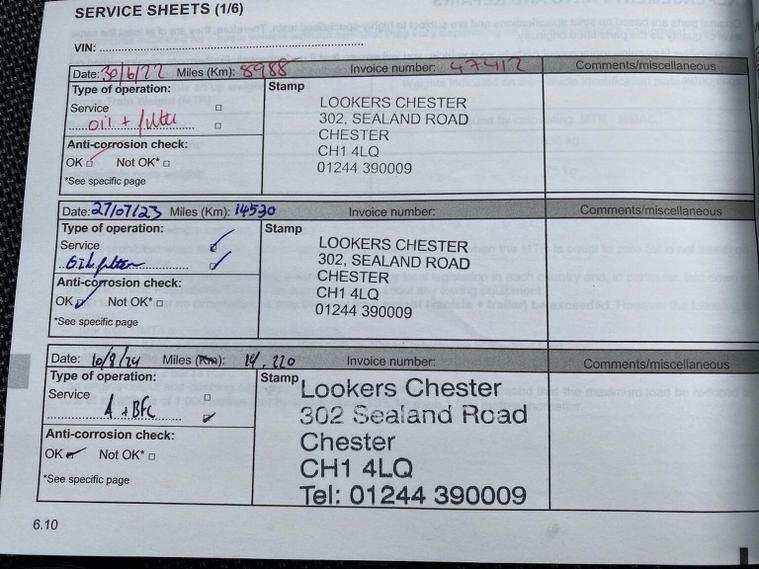 SERVICE SHEETS (1/6)
VIN:
Date: 30/6/22 Miles (Km): 8988 Invoice number: 47412 Comments/miscellaneous
Type of operation: Stamp
Service
oil + filter
LOOKERS CHESTER
302, SEALAND ROAD
CHESTER
CH1 4LQ
01244 390009
Anti-corrosion check:
OK Not OK*
*See specific page
Date: 27/07/23 Miles (Km): 14530 Invoice number: Comments/miscellaneous
Type of operation: Stamp
Service
LOOKERS CHESTER
302, SEALAND ROAD
CHESTER
CH1 4LQ
01244 390009
Anti-corrosion check:
OK Not OK*
*See specific page
Date: 10/9/24 Miles (Km): 14,220 Invoice number: Comments/miscellaneous
Type of operation: Stamp
Service
A + BFC
Lookers Chester
302 Sealand Road
Chester
CH1 4LQ
Tel: 01244 390009
Anti-corrosion check:
OK Not OK*
*See specific page
6.10